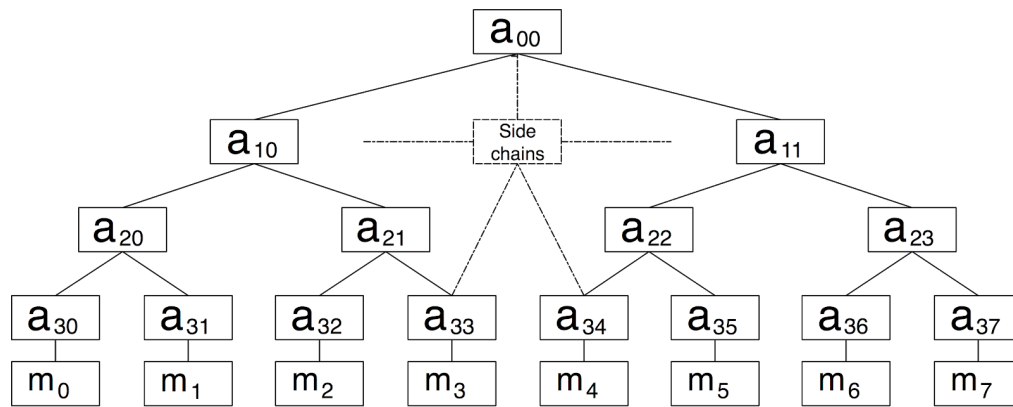 a₀₀
a₁₀
Side
chains
a₁₁
a₂₀
a₂₁
a₂₂
a₂₃
a₃₀
a₃₁
a₃₂
a₃₃
a₃₄
a₃₅
a₃₆
a₃₇
m₀
m₁
m₂
m₃
m₄
m₅
m₆
m₇